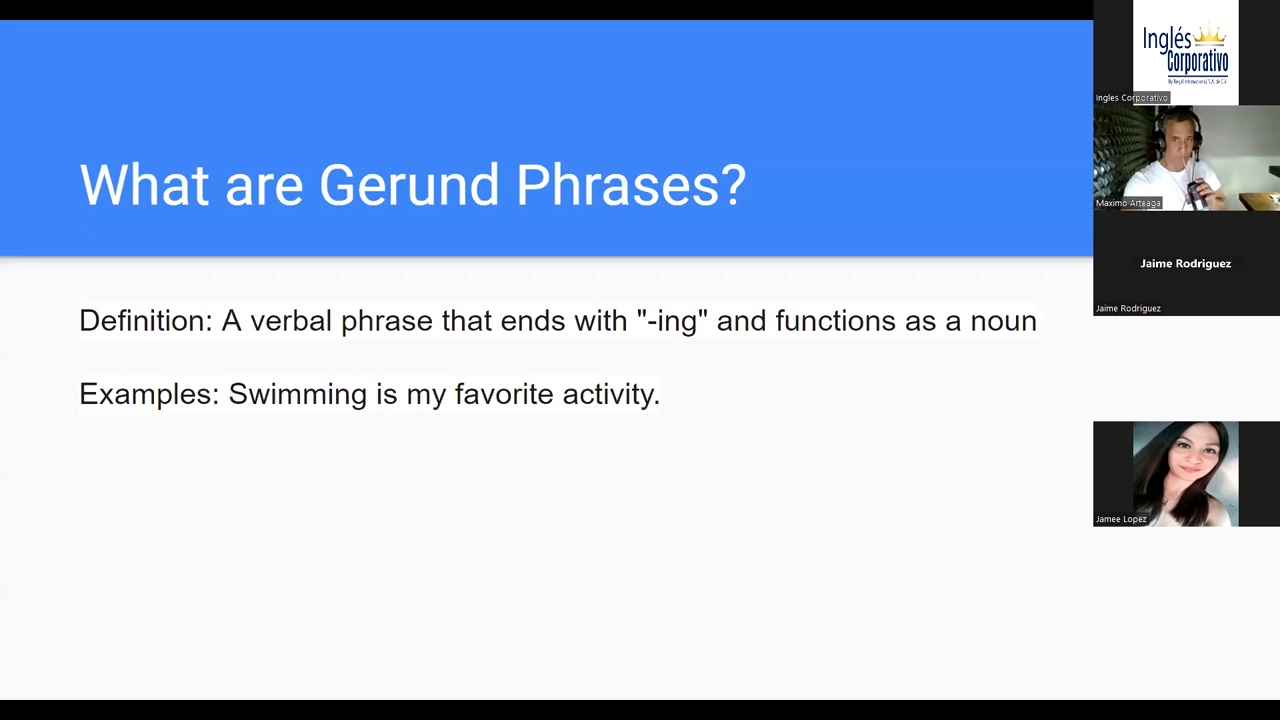 What are Gerund Phrases?
Definition: A verbal phrase that ends with "-ing" and functions as a noun
Examples: Swimming is my favorite activity.
Inglés
Corporativo
Ingles Corporativo
Maximo Arteaga
Jaime Rodriguez
Jaime Rodriguez
Jamee Lopez